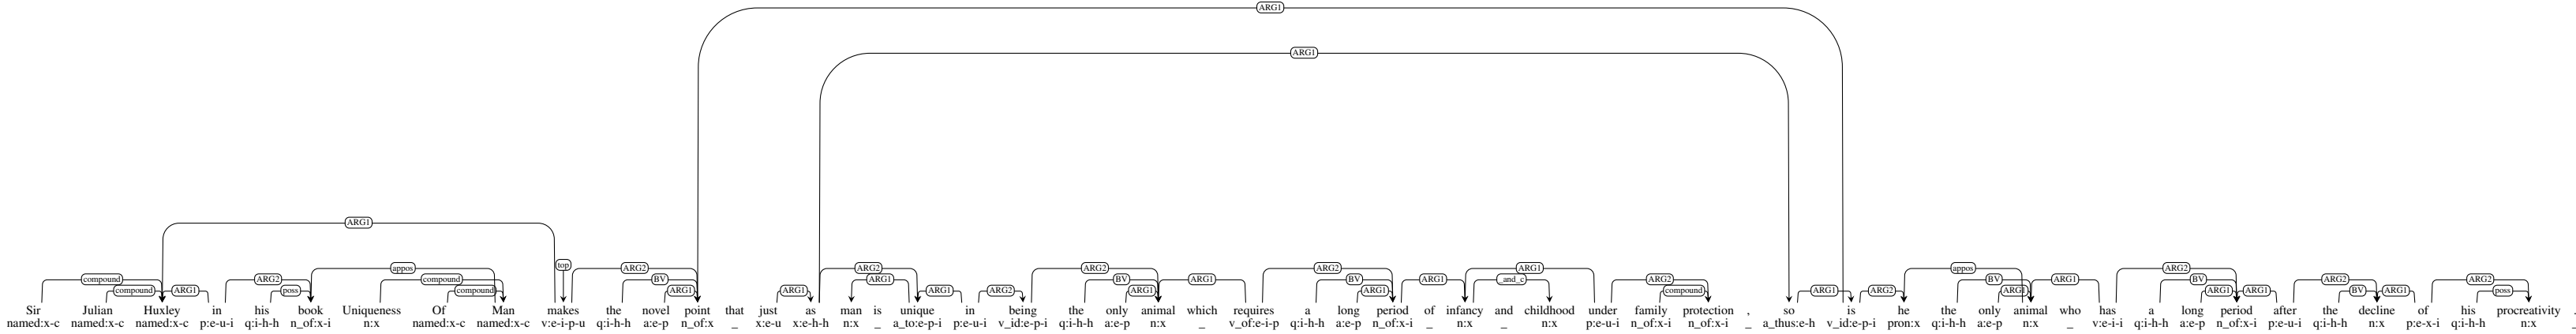 ARG1
ARG1
ARG1
top
appos ARG2 ARG2 ARG2 ARG2 ARG1 appos ARG2
compound ARG2 compound BV ARG1 BV ARG1 BV ARG1 _and_c ARG2 BV ARG1 BV ARG2 ARG2
compound ARG1 poss compound ARG1 ARG1 ARG1 ARG2 ARG1 ARG1 compound ARG1 ARG2 ARG1 ARG1 ARG1 BV ARG1 poss
Sir Julian Huxley in his book Uniqueness Of Man makes the novel point that just as man is unique in being the only animal which requires a long period of infancy and childhood under family protection , so is he the only animal who has a long period after the decline of his procreativity
named:x-c named:x-c named:x-c p:e-u-i q:i-h-h n_of:x-i n:x named:x-c named:x-c v:e-i-p-u q:i-h-h a:e-p n_of:x _ x:e-u x:e-h-h n:x _ a_to:e-p-i p:e-u-i v_id:e-p-i q:i-h-h a:e-p n:x _ v_of:e-i-p q:i-h-h a:e-p n_of:x-i _ n:x _ n:x p:e-u-i n_of:x-i n_of:x-i _ a_thus:e-h v_id:e-p-i pron:x q:i-h-h a:e-p n:x _ v:e-i-i q:i-h-h a:e-p n_of:x-i p:e-u-i q:i-h-h n:x p:e-x-i q:i-h-h n:x